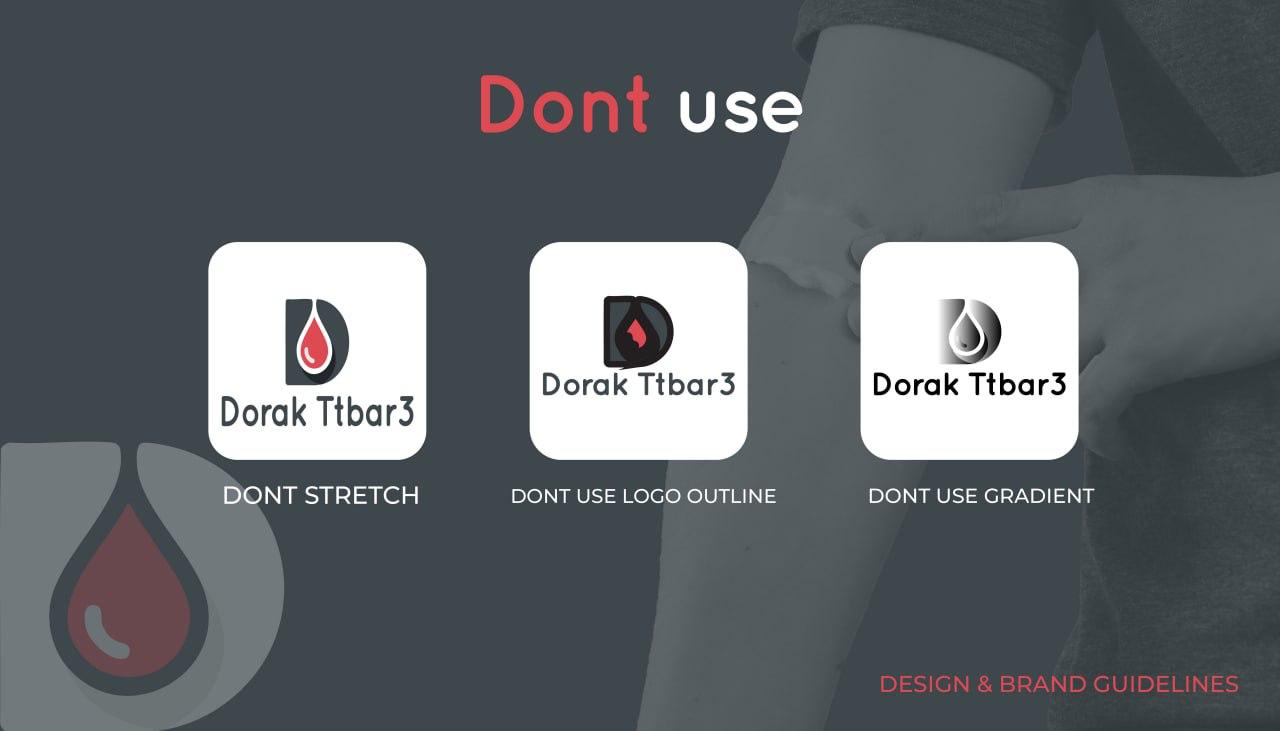 Dont use
Dorak Ttbar3
Dorak Ttbar3
Dorak Ttbar3
DONT STRETCH
DONT USE LOGO OUTLINE
DONT USE GRADIENT
DESIGN & BRAND GUIDELINES